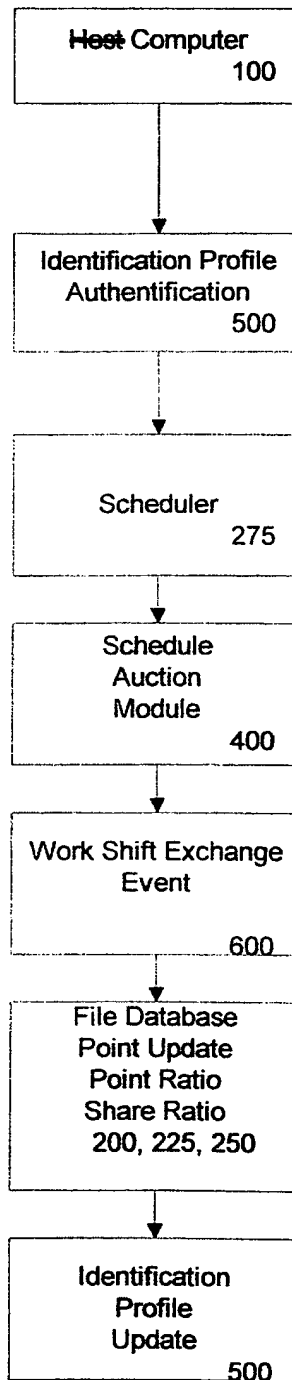 Host Computer
100
Identification Profile
Authentification
500
Scheduler
275
Schedule
Auction
Module
400
Work Shift Exchange
Event
600
File Database
Point Update
Point Ratio
Share Ratio
200, 225, 250
Identification
Profile
Update
500